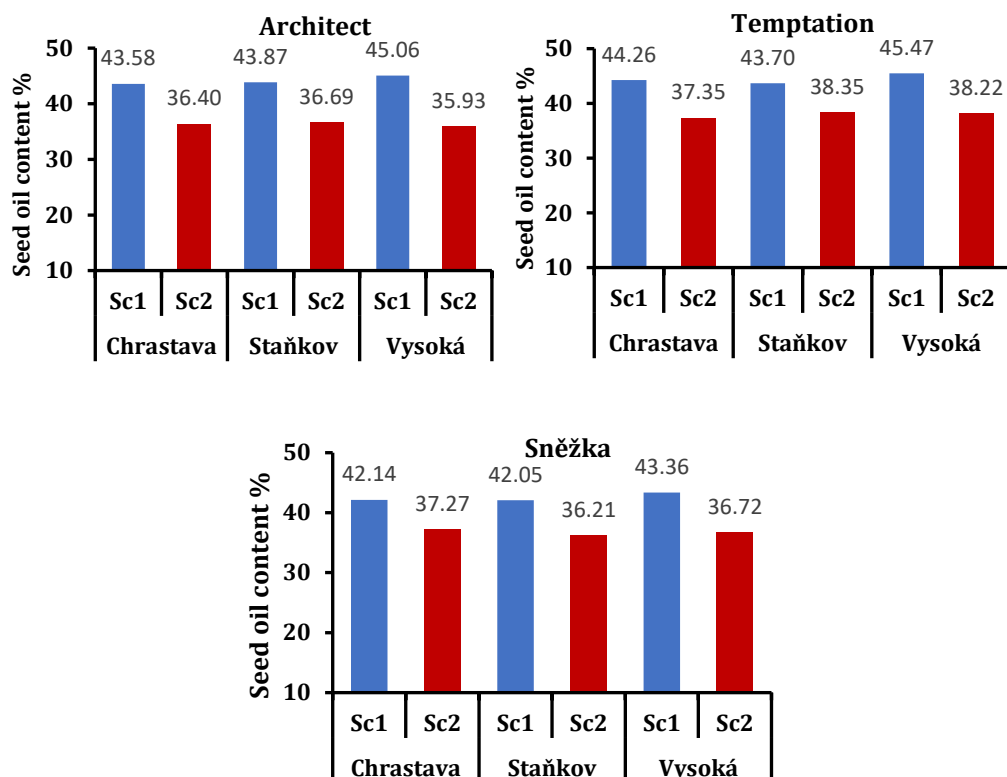 Architect
Seed oil content %
50
40
30
20
10
43.58
36.40
43.87
36.69
45.06
35.93
Sc1 Sc2 Sc1 Sc2 Sc1 Sc2
Chrastava Staňkov Vysoká
Temptation
Seed oil content %
50
40
30
20
10
44.26
37.35
43.70
38.35
45.47
38.22
Sc1 Sc2 Sc1 Sc2 Sc1 Sc2
Chrastava Staňkov Vysoká
Sněžka
Seed oil content %
50
40
30
20
10
42.14
37.27
42.05
36.21
43.36
36.72
Sc1 Sc2 Sc1 Sc2 Sc1 Sc2
Chrastava Staňkov Vysoká